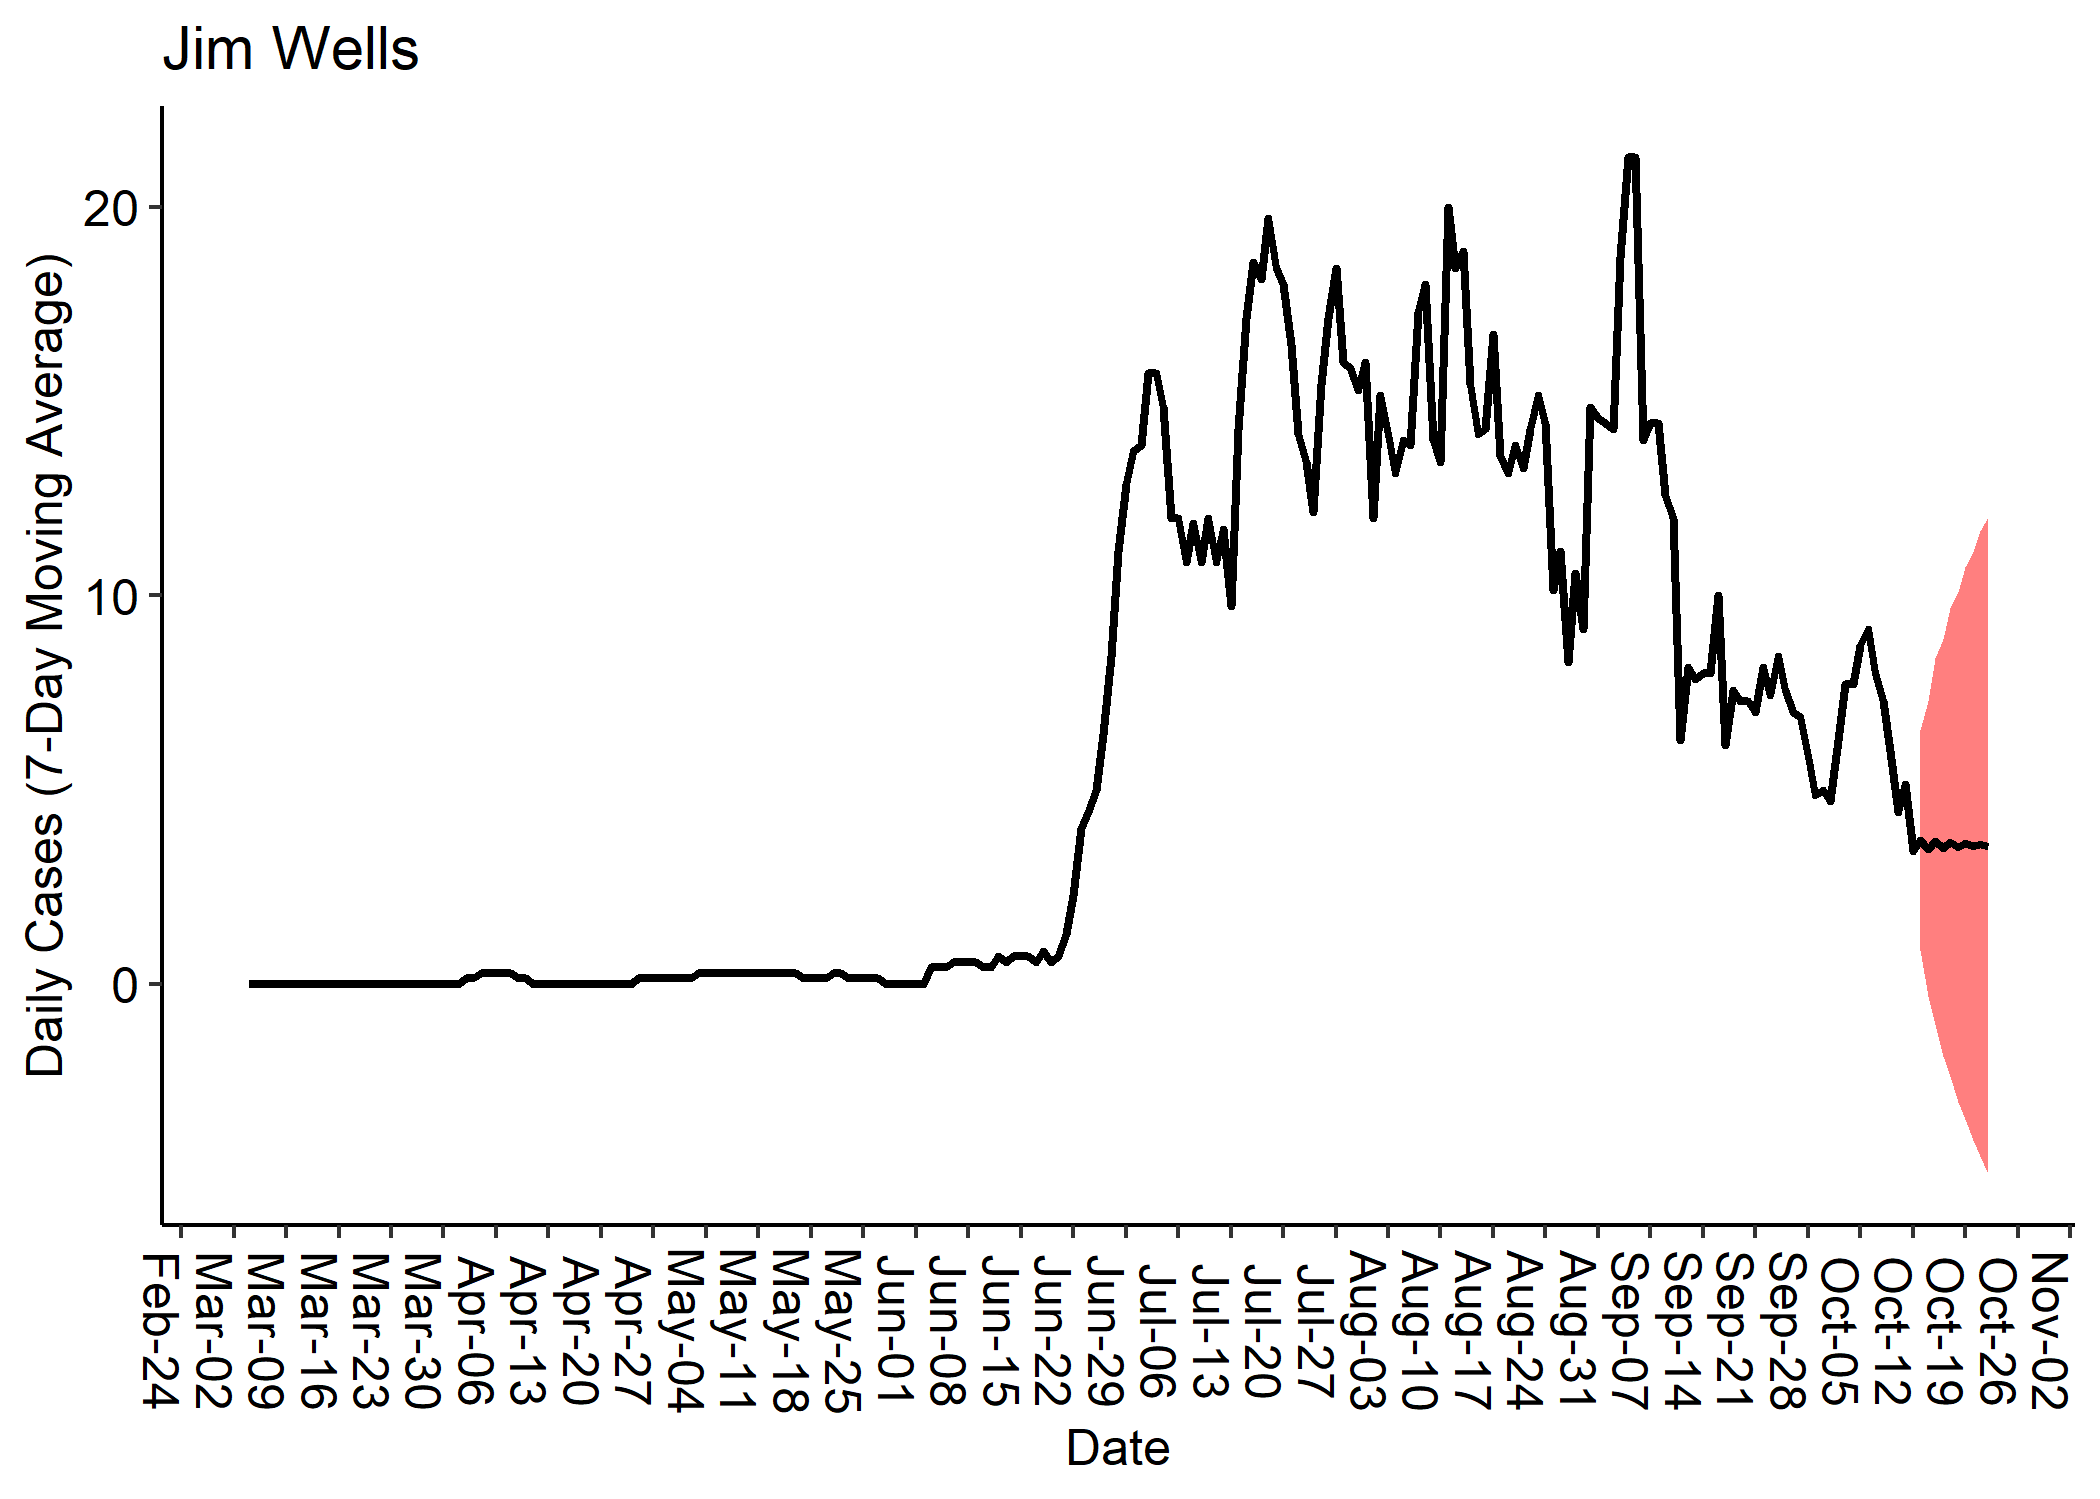 Jim Wells
Daily Cases (7-Day Moving Average)
20
10
0
Feb-24
Mar-02
Mar-09
Mar-16
Mar-23
Mar-30
Apr-06
Apr-13
Apr-20
Apr-27
May-04
May-11
May-18
May-25
Jun-01
Jun-08
Jun-15
Jun-22
Jun-29
Jul-06
Jul-13
Jul-20
Jul-27
Aug-03
Aug-10
Aug-17
Aug-24
Aug-31
Sep-07
Sep-14
Sep-21
Sep-28
Oct-05
Oct-12
Oct-19
Oct-26
Nov-02
Date